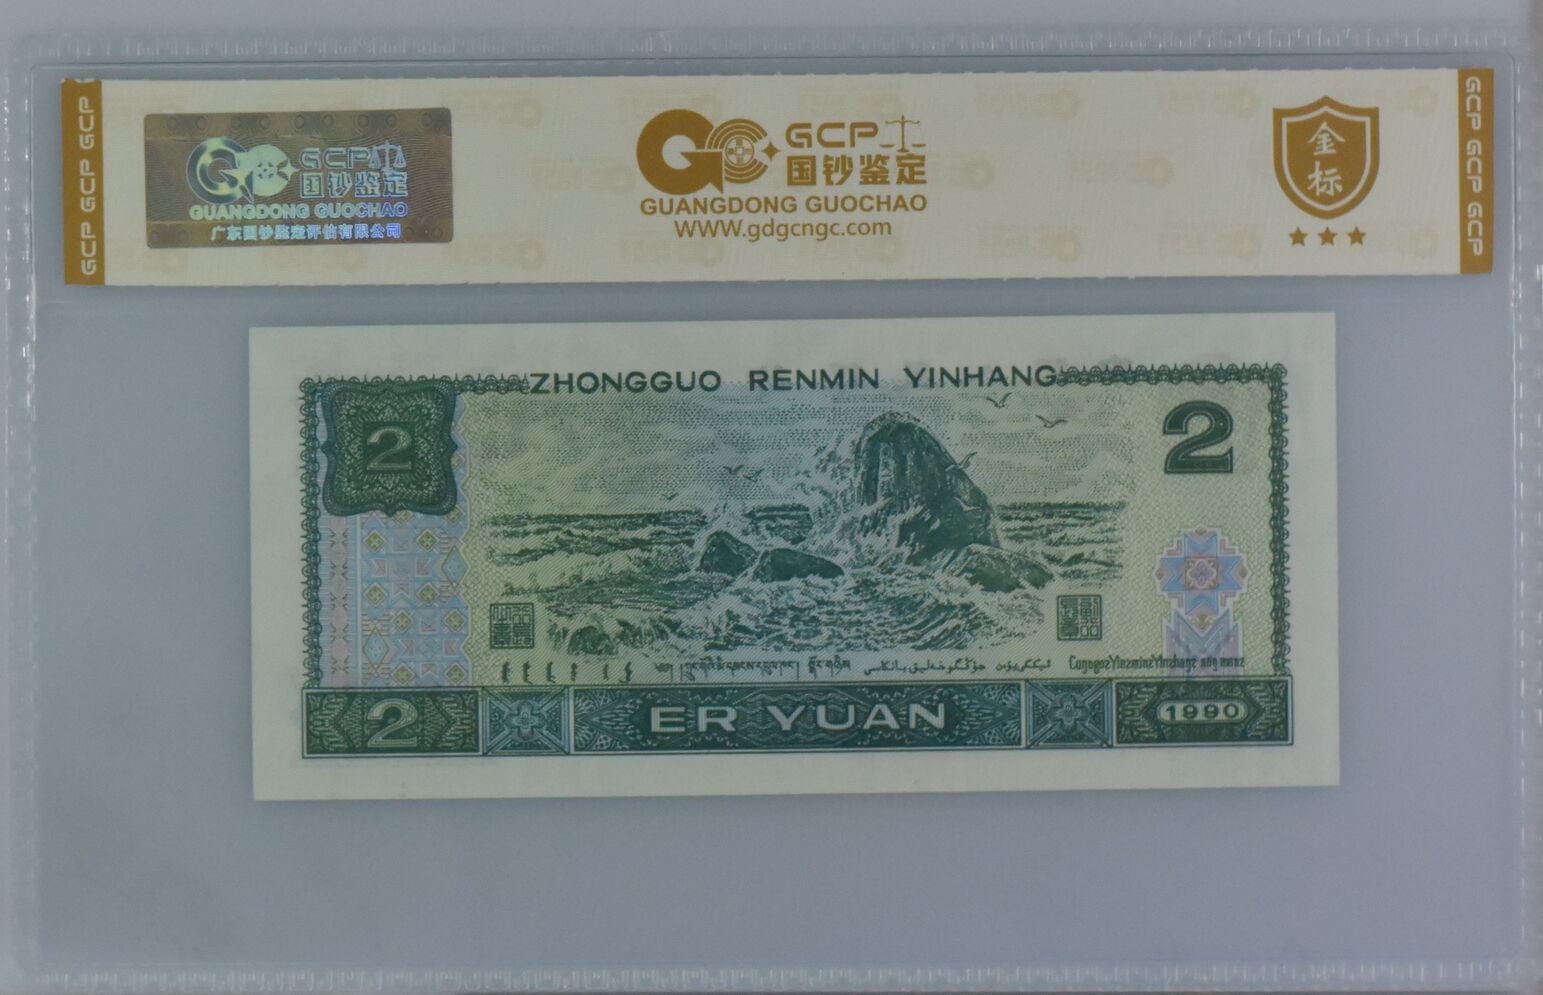 GCP GCP GCP
GCP
国钞鉴定
GUANGDONG GUOCHAO
广东国钞鉴定评估有限公司
GCP
国钞鉴定
GUANGDONG GUOCHAO
WWW.gdgcngc.com
金
标
GCP GCP GCP
ZHONGGUO RENMIN YINHANG
2
2
2
ER YUAN
1990